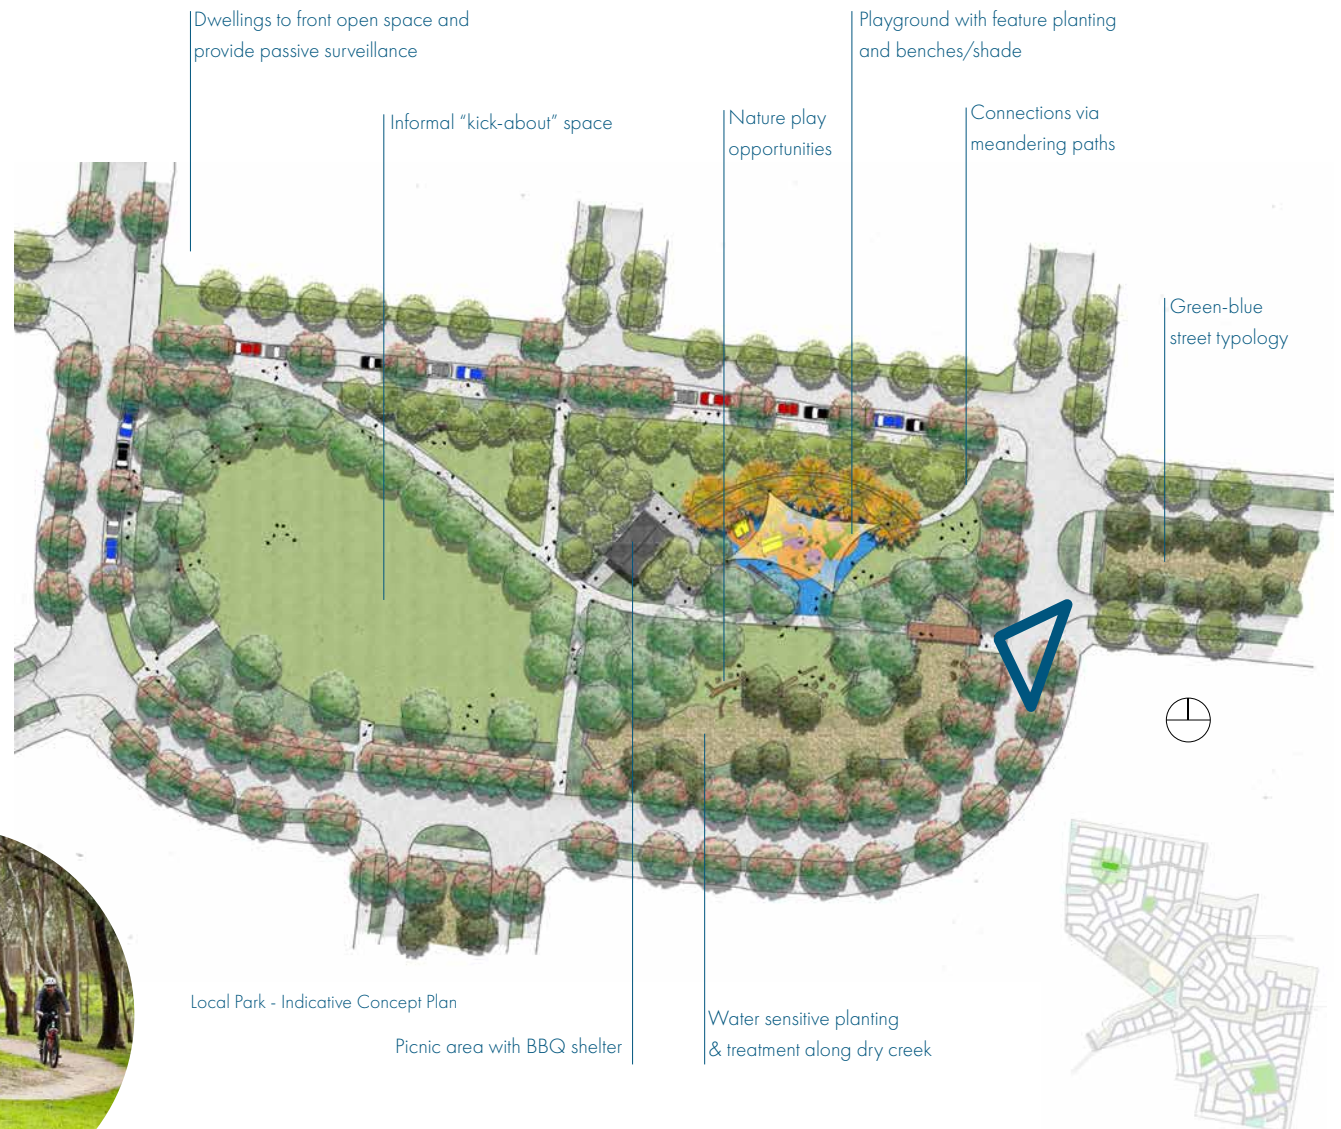 Dwellings to front open space and
provide passive surveillance
Playground with feature planting
and benches/shade
Informal “kick-about” space
Nature play
opportunities
Connections via
meandering paths
Green-blue
street typology
Local Park - Indicative Concept Plan
Picnic area with BBQ shelter
Water sensitive planting
& treatment along dry creek